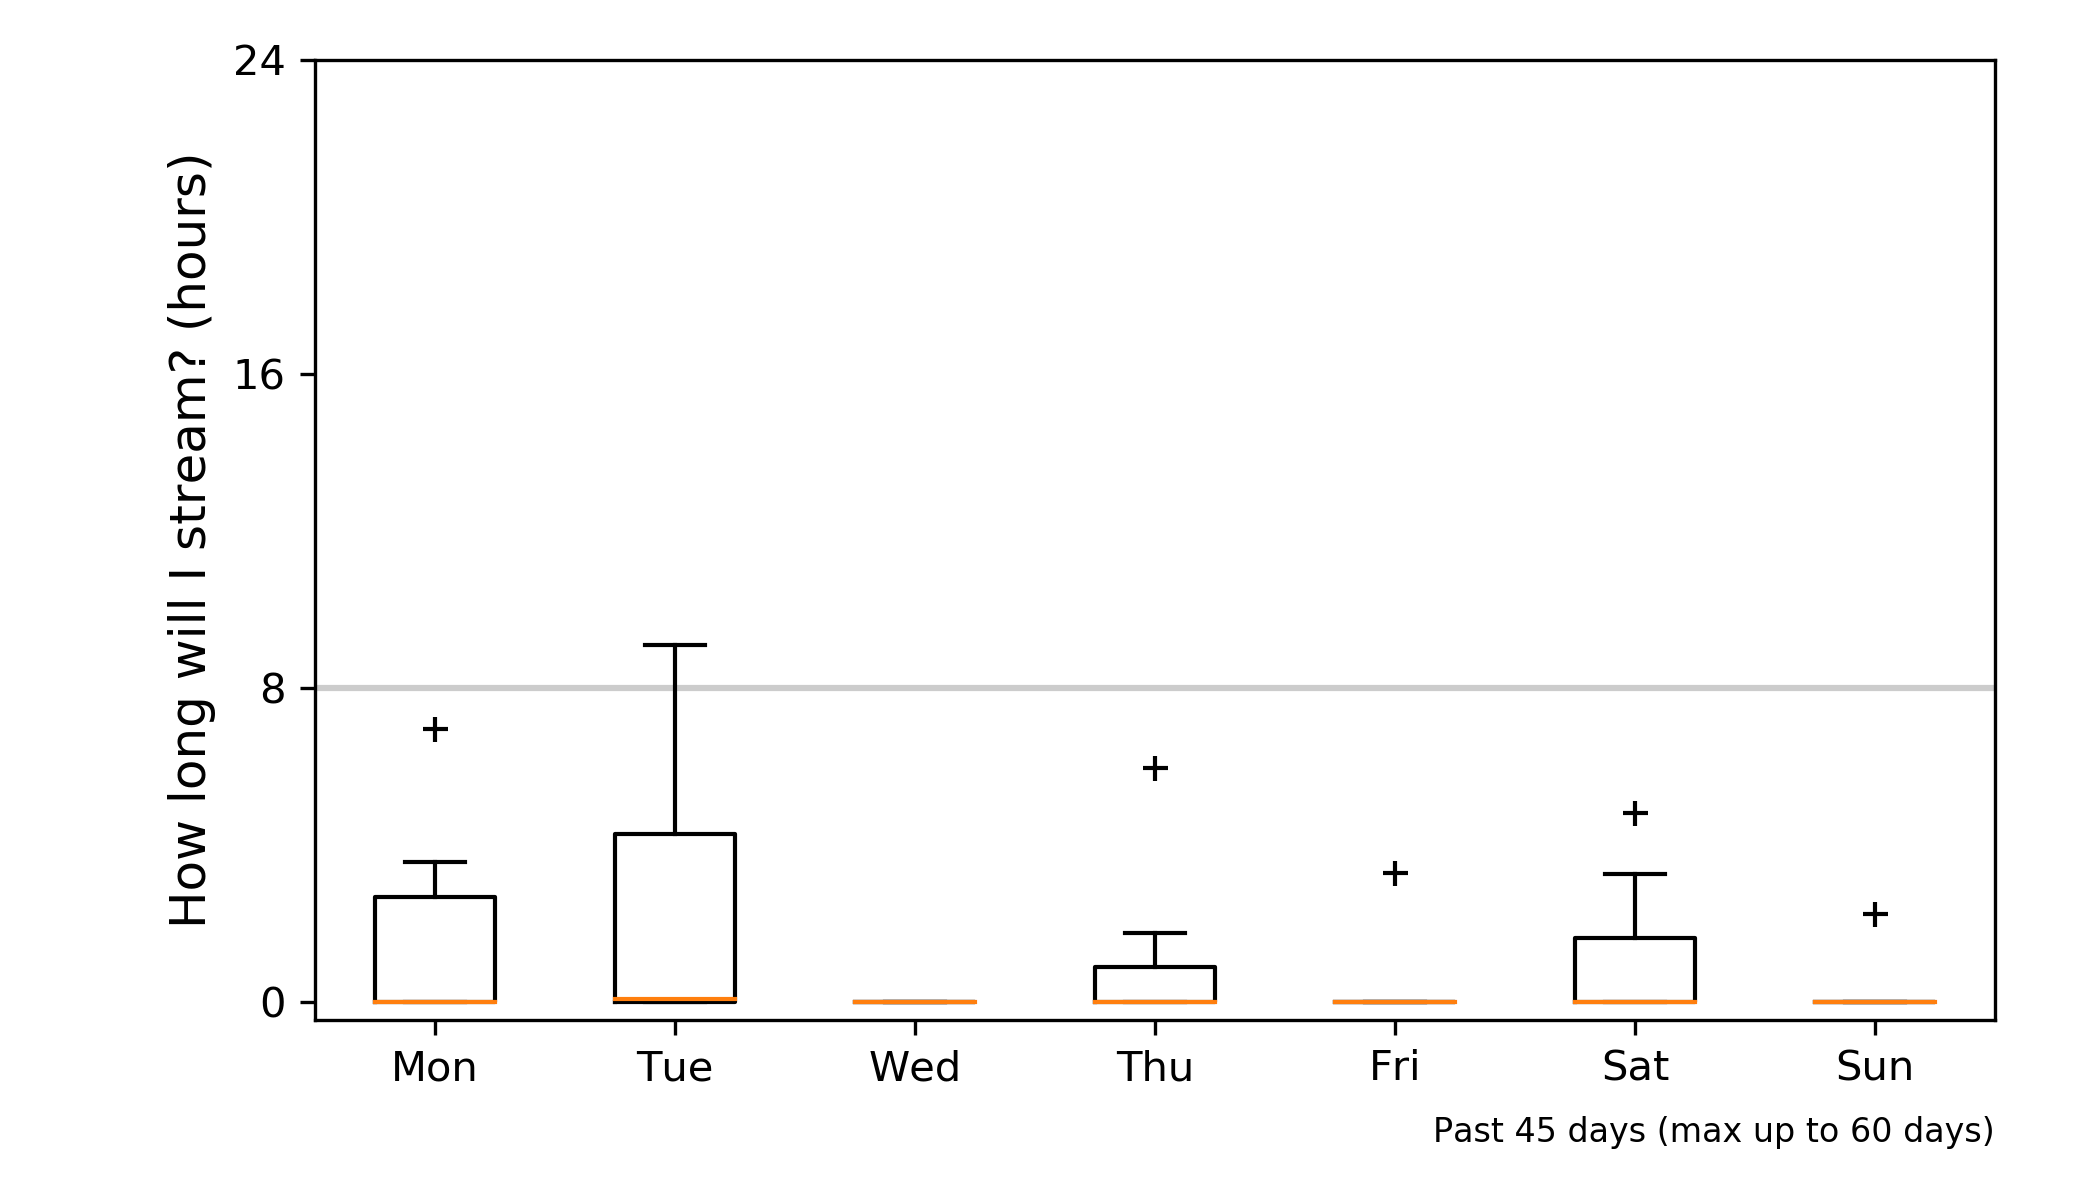 How long will I stream? (hours)
24
16
8
0
Mon Tue Wed Thu Fri Sat Sun
Past 45 days (max up to 60 days)